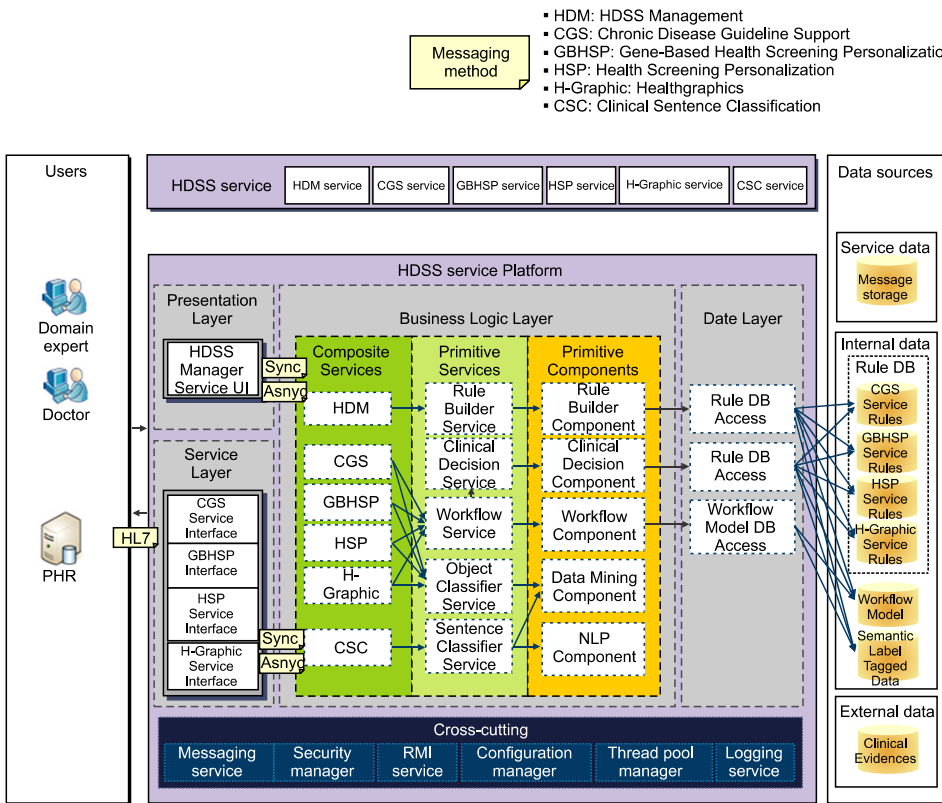 Messaging
method
▪ HDM: HDSS Management
▪ CGS: Chronic Disease Guideline Support
▪ GBHSP: Gene-Based Health Screening Personalizatio
▪ HSP: Health Screening Personalization
▪ H-Graphic: Healthgraphics
▪ CSC: Clinical Sentence Classification
Users
Domain
expert
Doctor
PHR
HL7
HDSS service
HDM service
CGS service
GBHSP service
HSP service
H-Graphic service
CSC service
HDSS service Platform
Presentation
Layer
HDSS
Manager
Service UI
Sync
Asnyc
Service
Layer
CGS
Service
Interface
GBHSP
Interface
HSP
Service
Interface
H-Graphic
Service
Interface
Sync
Asnyc
Business Logic Layer
Composite
Services
HDM
CGS
GBHSP
HSP
H-
Graphic
CSC
Primitive
Services
Rule
Builder
Service
Clinical
Decision
Service
Workflow
Service
Object
Classifier
Service
Sentence
Classifier
Service
Primitive
Components
Rule
Builder
Component
Clinical
Decision
Component
Workflow
Component
Data Mining
Component
NLP
Component
Date Layer
Rule DB
Access
Rule DB
Access
Workflow
Model DB
Access
Cross-cutting
Messaging
service
Security
manager
RMI
service
Configuration
manager
Thread pool
manager
Logging
service
Data sources
Service data
Message
storage
Internal data
Rule DB
CGS
Service
Rules
GBHSP
Service
Rules
HSP
Service
Rules
H-Graphic
Service
Rules
Workflow
Model
Semantic
Label
Tagged
Data
External data
Clinical
Evidences